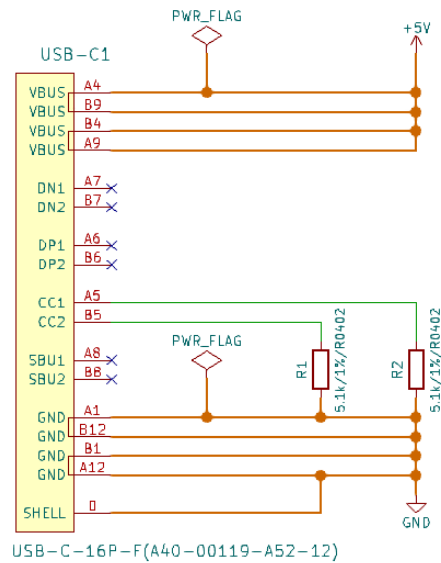 PWR_FLAG
+5V
USB-C1
VBUS A4
VBUS B9
VBUS B4
VBUS A9
DN1 A7
DN2 B7
DP1 A6
DP2 B6
CC1 A5
CC2 B5
PWR_FLAG
R1
5.1k/1%/R0402
R2
5.1k/1%/R0402
SBU1 A8
SBU2 B8
GND A1
GND B12
GND B1
GND A12
SHELL 0
GND
USB-C-16P-F(A40-00119-A52-12)